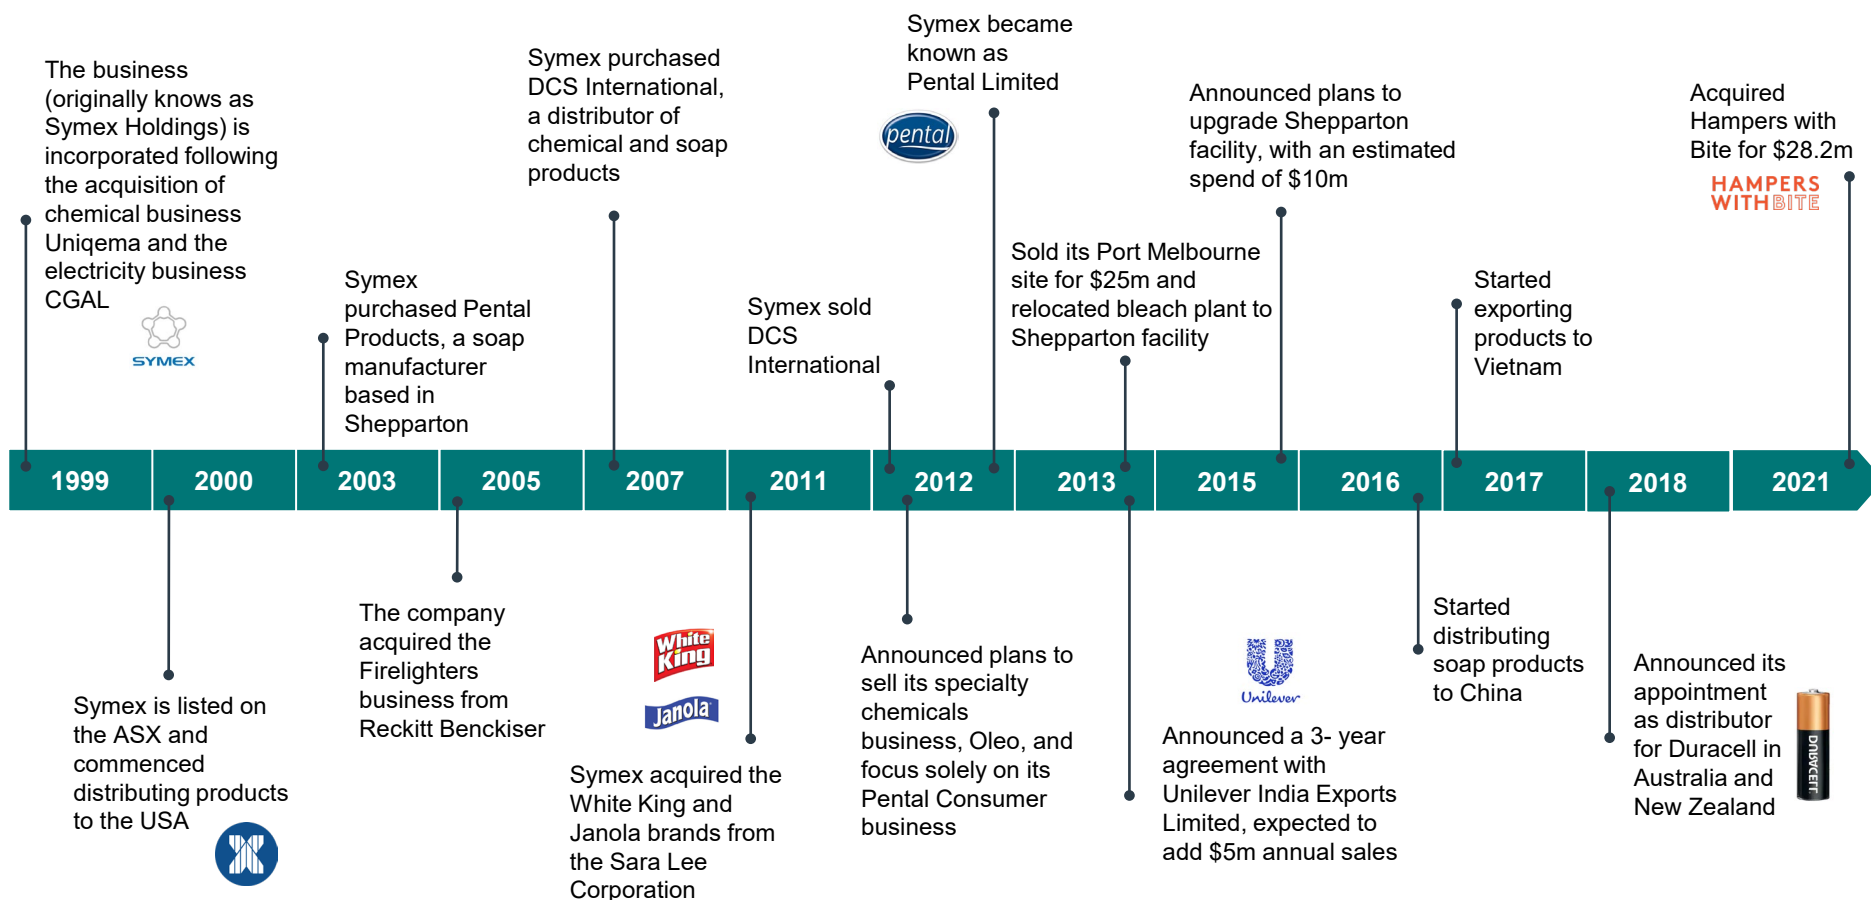 The business
(originally knows as
Symex Holdings) is
incorporated following
the acquisition of
chemical business
Uniqema and the
electricity business
CGAL
SYMEX
Symex
purchased Pental
Products, a soap
manufacturer
based in
Shepparton
Symex purchased
DCS International,
a distributor of
chemical and soap
products
Symex sold
DCS
International
Symex became
known as
Pental Limited
pental
Sold its Port Melbourne
site for $25m and
relocated bleach plant to
Shepparton facility
Announced plans to
upgrade Shepparton
facility, with an estimated
spend of $10m
Started
exporting
products to
Vietnam
Acquired
Hampers with
Bite for $28.2m
HAMPERS
WITHBITE
1999
2000
2003
2005
2007
2011
2012
2013
2015
2016
2017
2018
2021
Symex is listed on
the ASX and
commenced
distributing products
to the USA
The company
acquired the
Firelighters
business from
Reckitt Benckiser
White
King
Janola
Symex acquired the
White King and
Janola brands from
the Sara Lee
Corporation
Announced plans to
sell its specialty
chemicals
business, Oleo, and
focus solely on its
Pental Consumer
business
Unilever
Announced a 3- year
agreement with
Unilever India Exports
Limited, expected to
add $5m annual sales
Started
distributing
soap products
to China
Announced its
appointment
as distributor
for Duracell in
Australia and
New Zealand
DURACELL